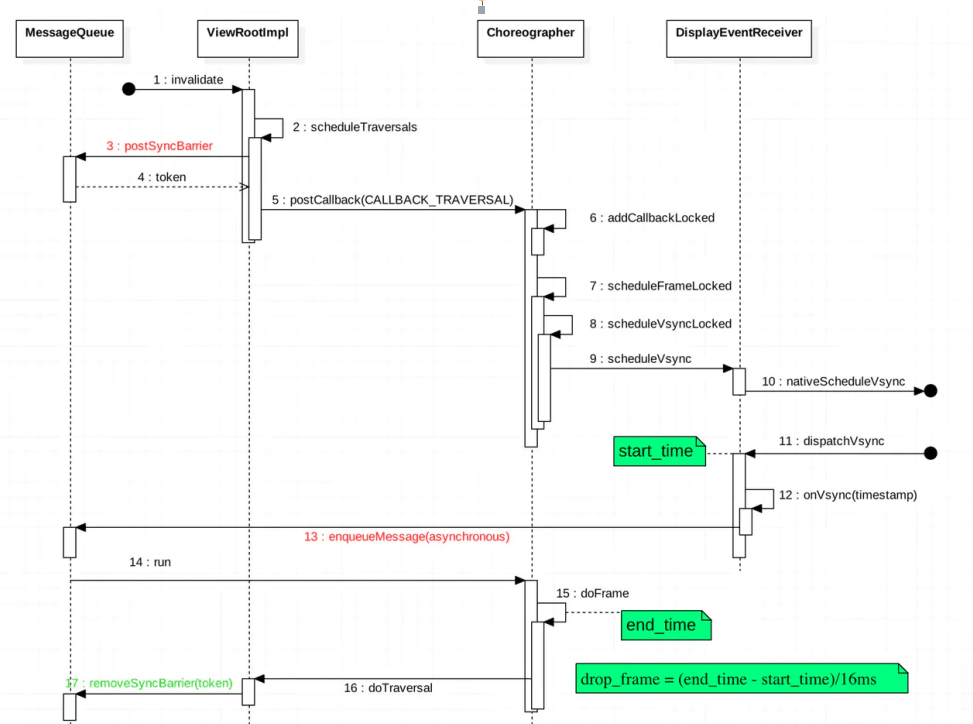 MessageQueue
ViewRootImpl
Choreographer
DisplayEventReceiver
1 : invalidate
2 : scheduleTraversals
3 : postSyncBarrier
4 : token
5 : postCallback(CALLBACK_TRAVERSAL)
6 : addCallbackLocked
7 : scheduleFrameLocked
8 : scheduleVsyncLocked
9 : scheduleVsync
10 : nativeScheduleVsync
11 : dispatchVsync
start_time
12 : onVsync(timestamp)
13 : enqueueMessage(asynchronous)
14 : run
15 : doFrame
end_time
drop_frame = (end_time - start_time)/16ms
16 : doTraversal
17 : removeSyncBarrier(token)